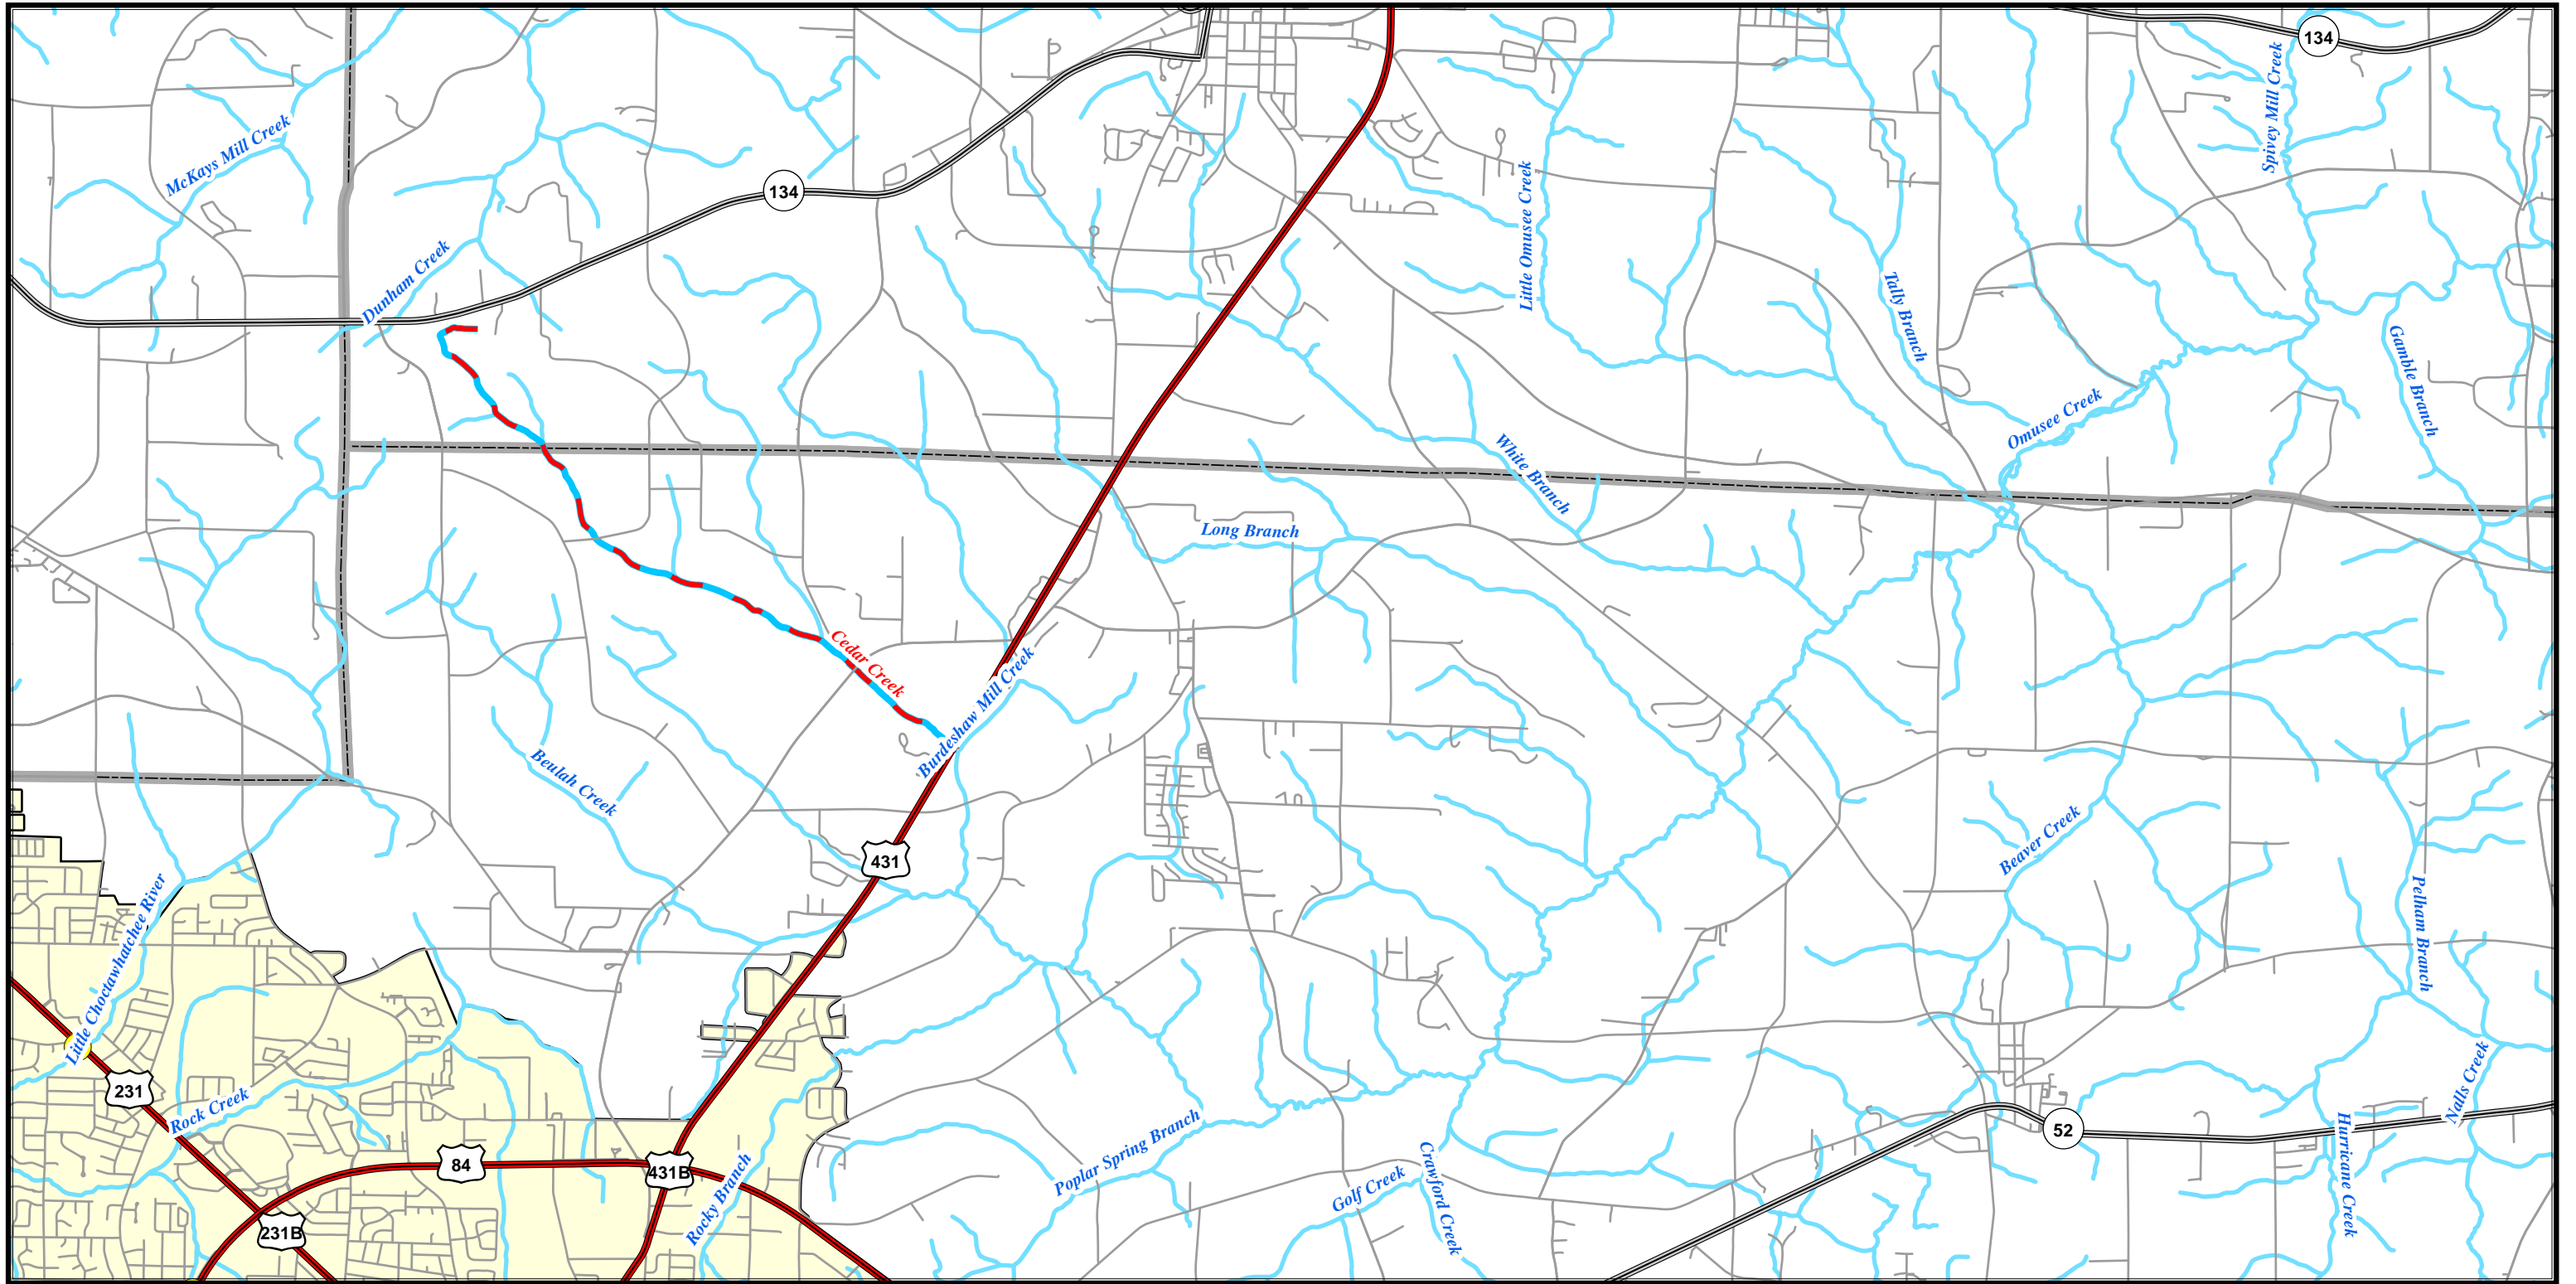 134
Spivey Mill Creek
McKays Mill Creek
134
Little Omusee Creek
Dunham Creek
Tally Branch
Gamble Branch
Omusee Creek
White Branch
Long Branch
Cedar Creek
Burdeshaw Mill Creek
Beulah Creek
431
Beaver Creek
Little Choctawhatchee River
Pelham Branch
231
Rock Creek
Nalls Creek
52
Poplar Spring Branch
Hurricane Creek
84
431B
Rocky Branch
Golf Creek
Crawford Creek
231B